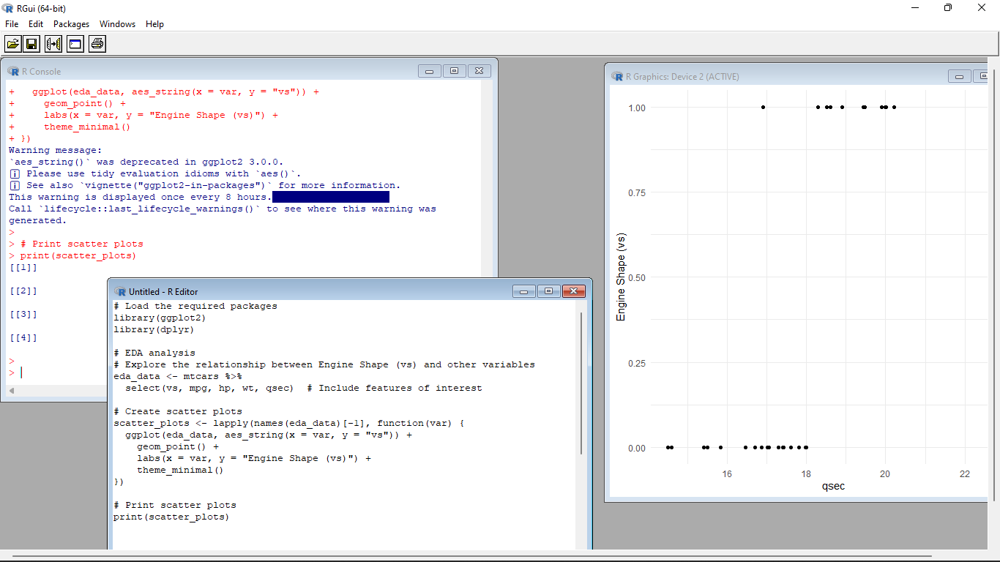 RGui (64-bit)
File Edit Packages Windows Help
R Console
+   ggplot(eda_data, aes_string(x = var, y = "vs")) +
+     geom_point() +
+     labs(x = var, y = "Engine Shape (vs)") +
+     theme_minimal()
+ })
Warning message:
`aes_string()` was deprecated in ggplot2 3.0.0.
i Please use tidy evaluation idioms with `aes()`.
i See also `vignette("ggplot2-in-packages")` for more information.
This warning is displayed once every 8 hours.
Call `lifecycle::last_lifecycle_warnings()` to see where this warning was
generated.
>
> # Print scatter plots
> print(scatter_plots)
[[1]]
[[2]]
[[3]]
[[4]]
>
>
Untitled - R Editor
# Load the required packages
library(ggplot2)
library(dplyr)
# EDA analysis
# Explore the relationship between Engine Shape (vs) and other variables
eda_data <- mtcars %>%
  select(vs, mpg, hp, wt, qsec)  # Include features of interest
# Create scatter plots
scatter_plots <- lapply(names(eda_data)[-1], function(var) {
  ggplot(eda_data, aes_string(x = var, y = "vs")) +
    geom_point() +
    labs(x = var, y = "Engine Shape (vs)") +
    theme_minimal()
})
# Print scatter plots
print(scatter_plots)
R Graphics: Device 2 (ACTIVE)
1.00
0.75
0.50
0.25
0.00
Engine Shape (vs)
16 18 20 22
qsec